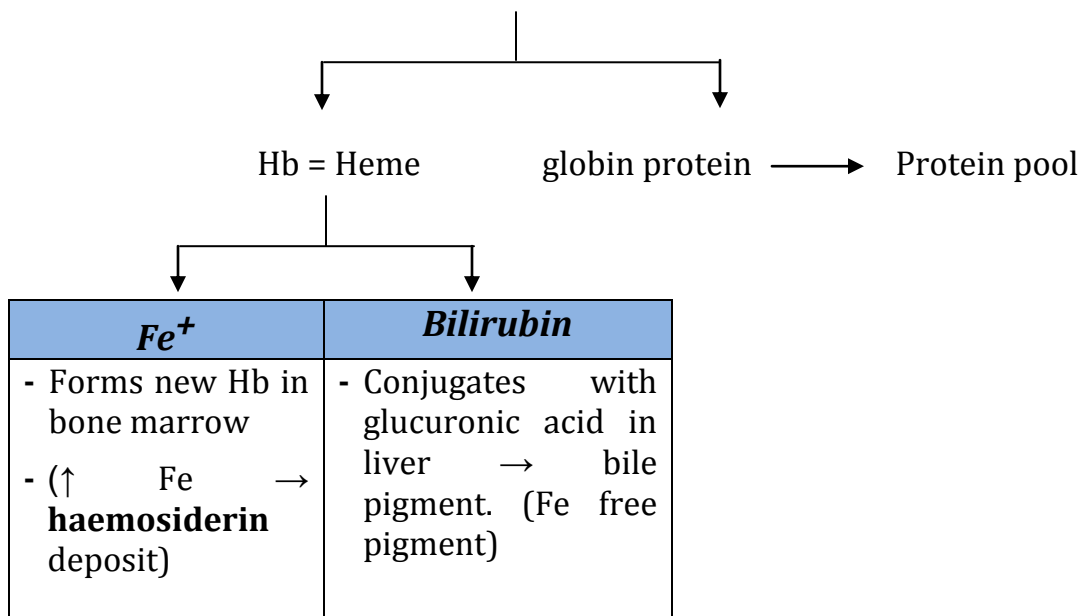 Hb = Heme globin protein Protein pool
Fe+
- Forms new Hb in
bone marrow
- (↑ Fe →
haemosiderin
deposit)
Bilirubin
- Conjugates with
glucuronic acid in
liver → bile
pigment. (Fe free
pigment)